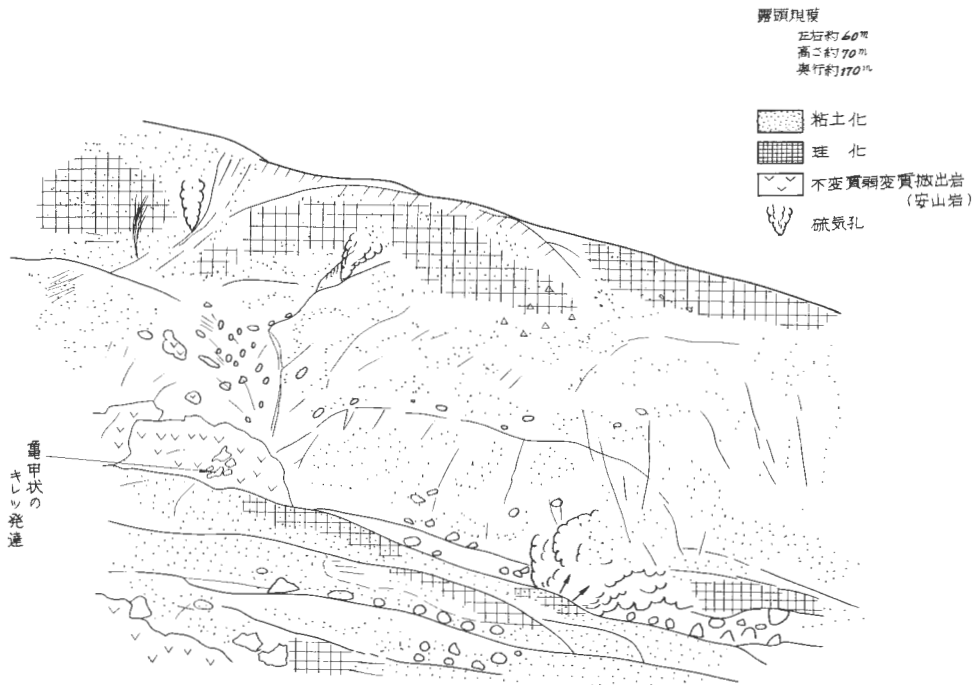 露頭規模
左右約60m
高さ約70m
奥行約170m
粘土化
珪化
不変質弱変質抛出岩
(安山岩)
硫気孔
亀甲状の
キレツ発達